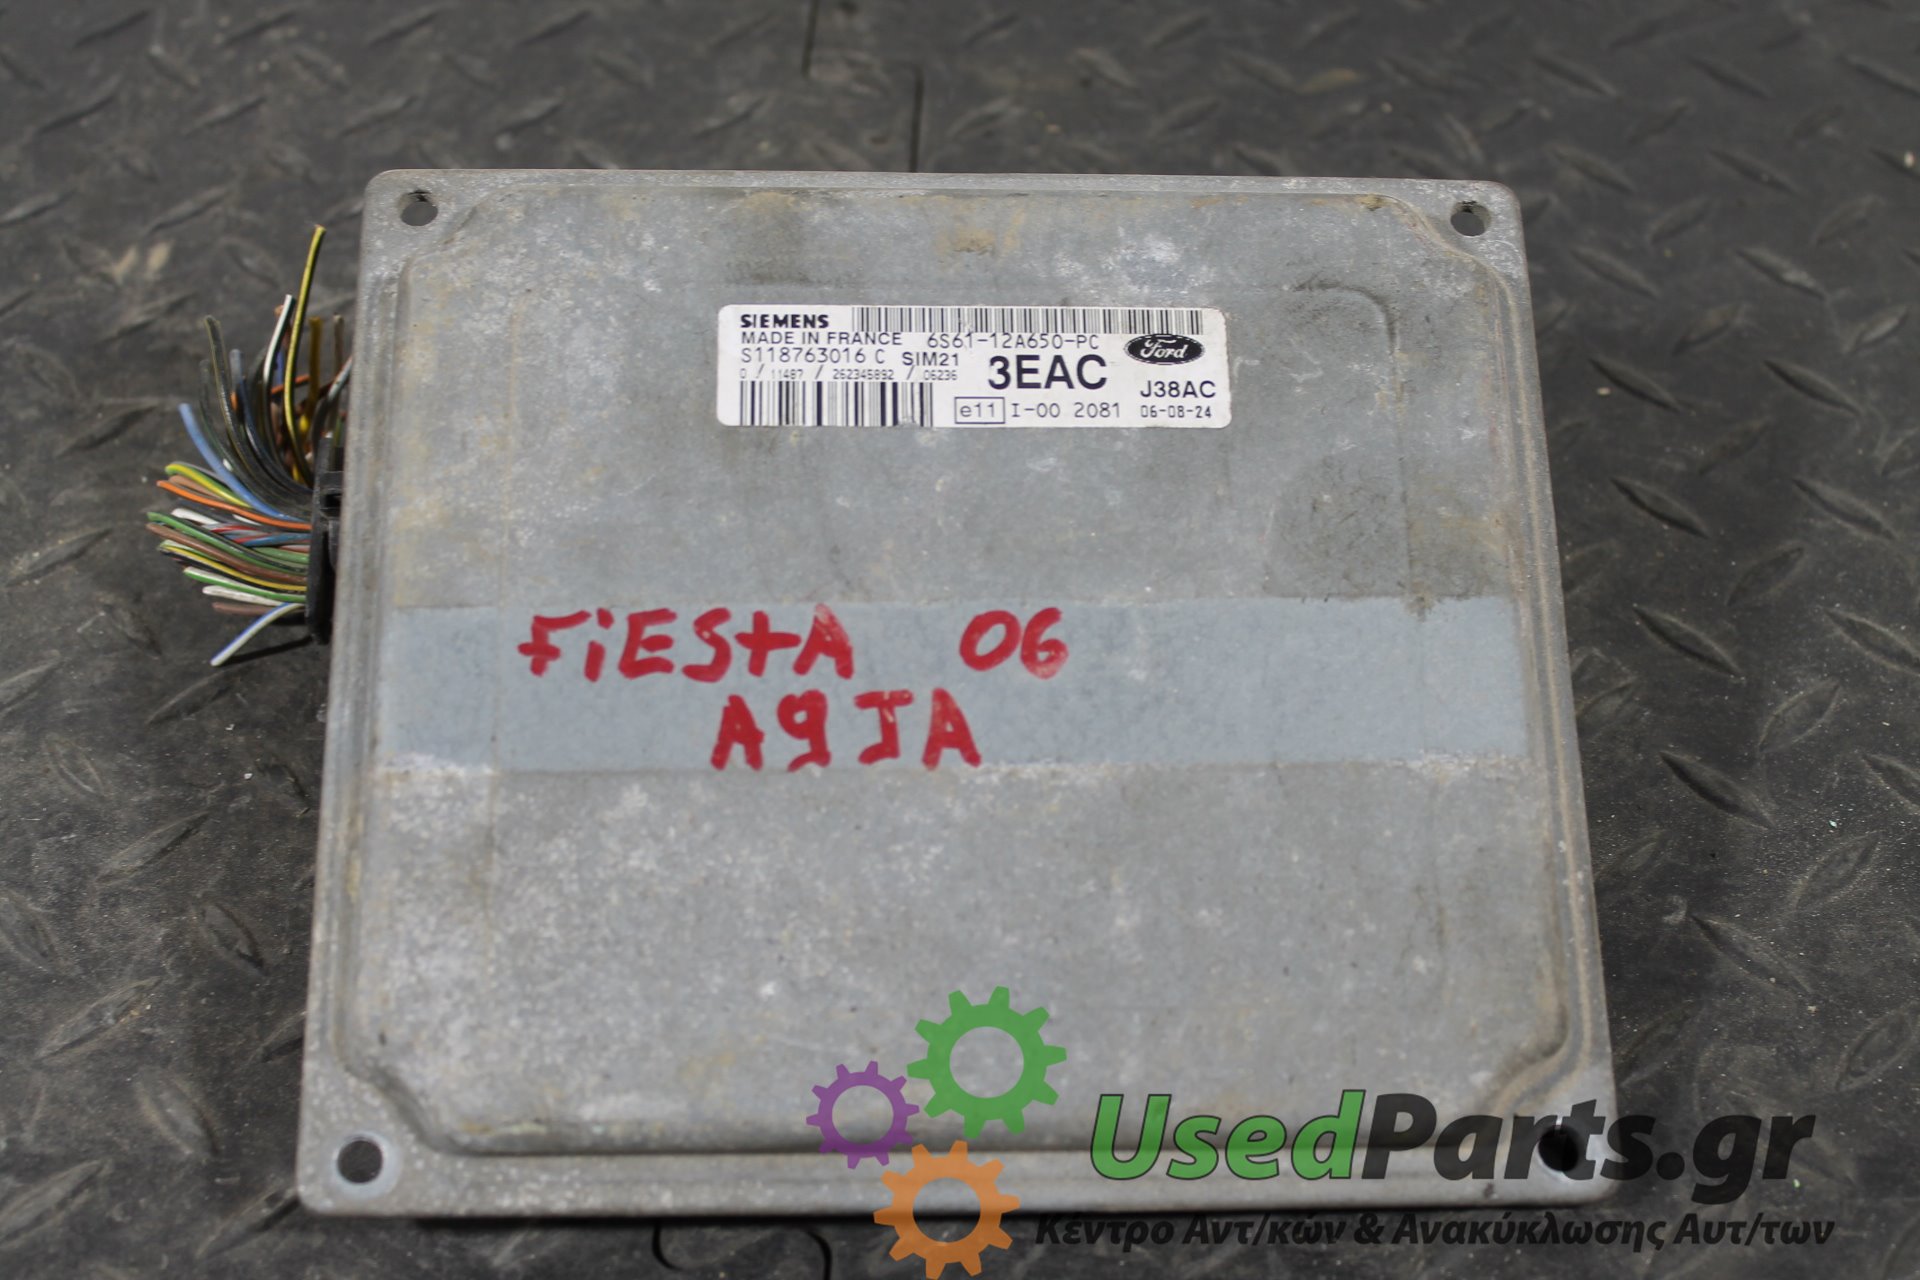 SIEMENS
MADE IN FRANCE 6S61-12A650-PC
S118763016 C SIM21
0 / 11487 / 262345892 / 06236
3EAC
Ford
J38AC
e11 I-00 2081 06-08-24
FiESTA 06
A9JA
UsedParts.gr
Κέντρο Αντ/κών & Ανακύκλωσης Αυτ/των